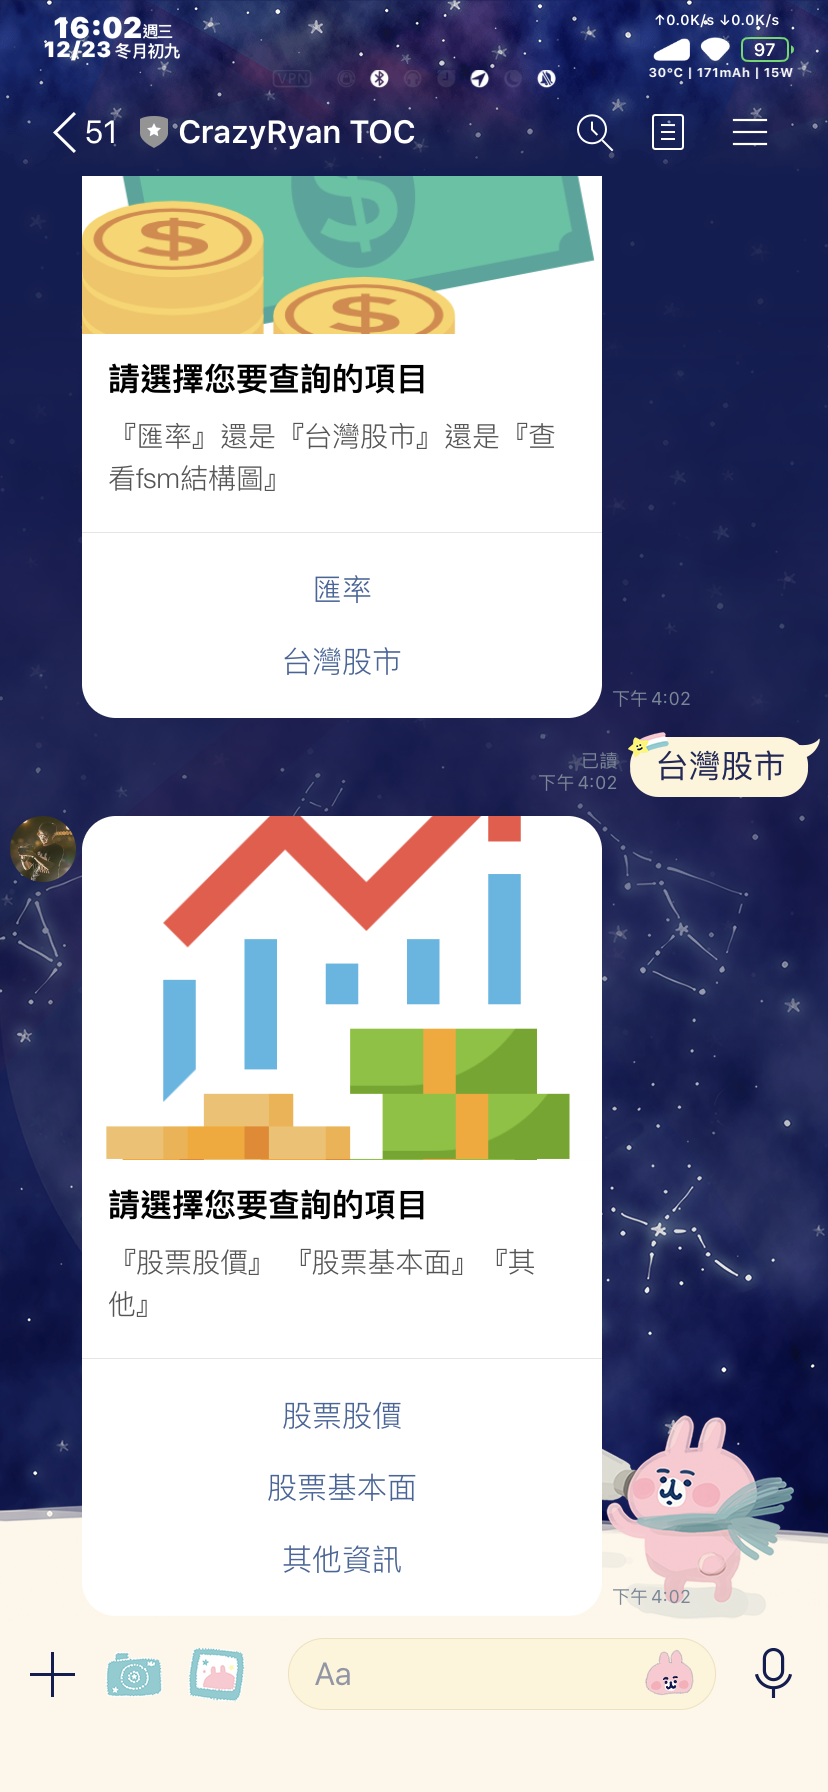 16:02週三
12/23 冬月初九
↑0.0K/s ↓0.0K/s
97
30°C | 171mAh | 15W
VPN
51 CrazyRyan TOC
$ $ $
請選擇您要查詢的項目
『匯率』還是『台灣股市』還是『查
看fsm結構圖』
匯率
台灣股市
下午 4:02
已讀
下午 4:02
台灣股市
請選擇您要查詢的項目
『股票股價』 『股票基本面』 『其
他』
股票股價
股票基本面
其他資訊
下午 4:02
Aa